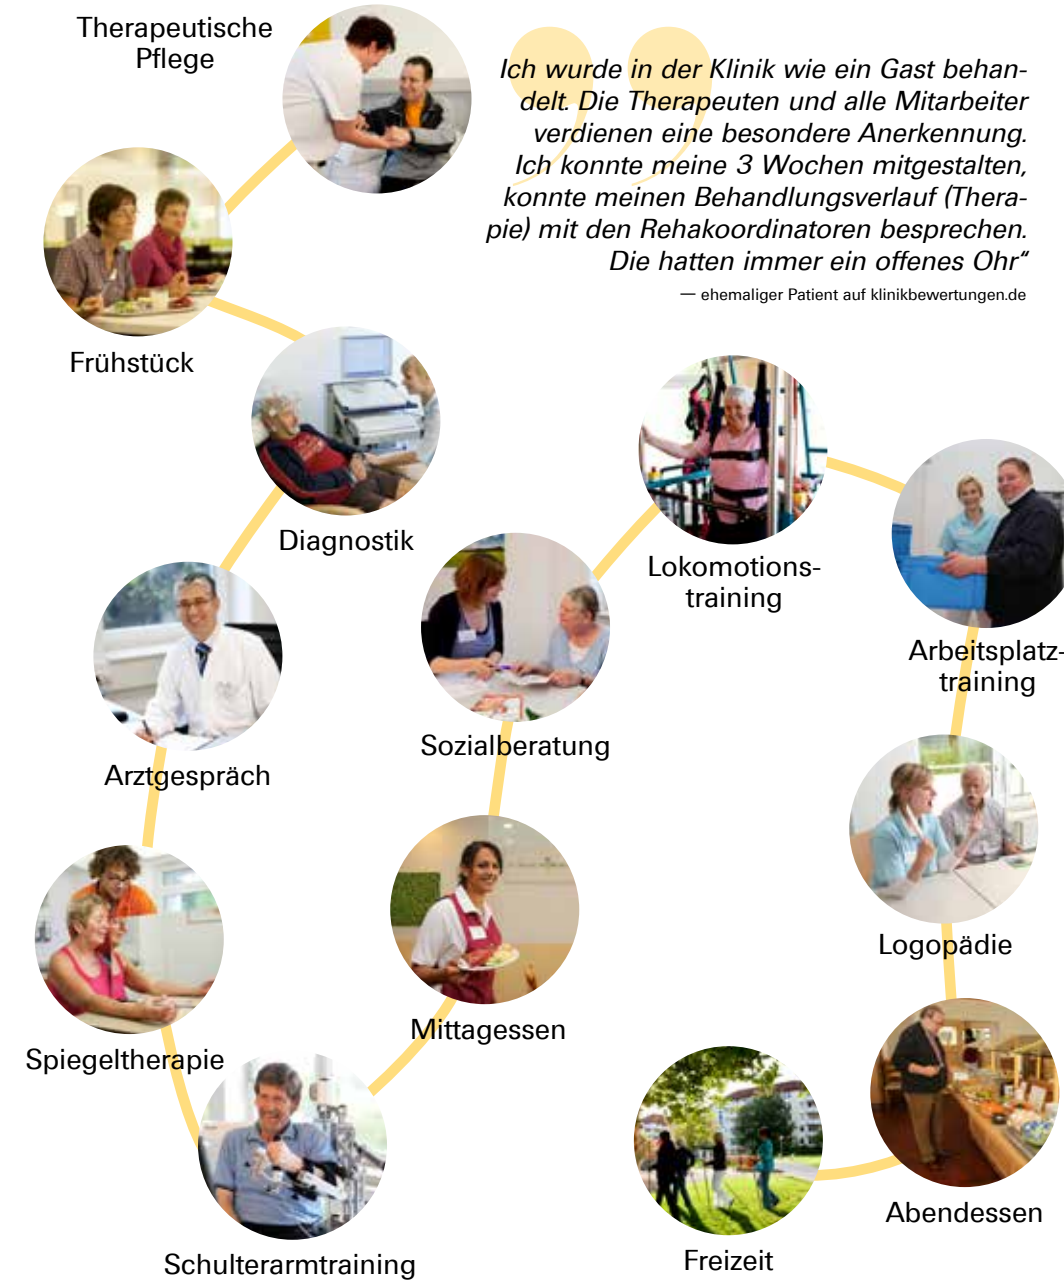 Therapeutische
Pflege
Ich wurde in der Klinik wie ein Gast behan-
delt. Die Therapeuten und alle Mitarbeiter
verdienen eine besondere Anerkennung.
Ich konnte meine 3 Wochen mitgestalten,
konnte meinen Behandlungsverlauf (Thera-
pie) mit den Rehakoordinatoren besprechen.
Die hatten immer ein offenes Ohr“
— ehemaliger Patient auf klinikbewertungen.de
Frühstück
Diagnostik
Arztgespräch
Spiegeltherapie
Schulterarmtraining
Mittagessen
Sozialberatung
Lokomotions-
training
Arbeitsplatz-
training
Logopädie
Abendessen
Freizeit